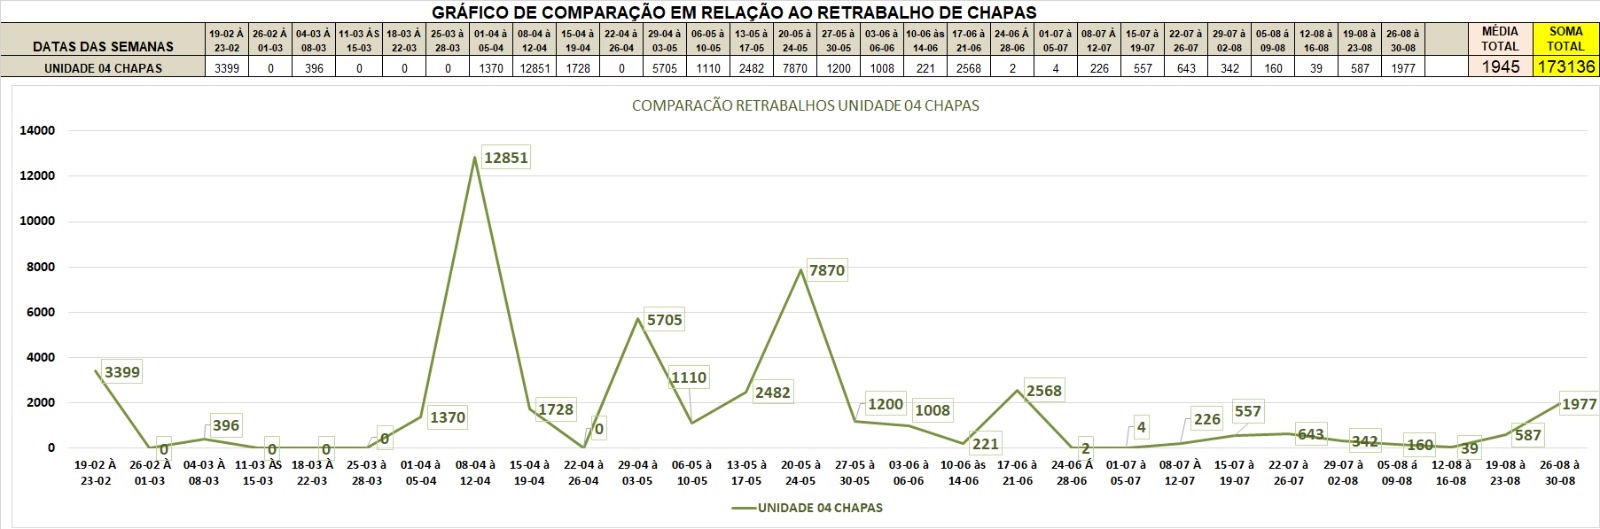 GRÁFICO DE COMPARAÇÃO EM RELAÇÃO AO RETRABALHO DE CHAPAS
DATAS DAS SEMANAS 19-02 À 23-02 26-02 À 01-03 04-03 À 08-03 11-03 ÀS 15-03 18-03 À 22-03 25-03 à 28-03 01-04 à 05-04 08-04 à 12-04 15-04 à 19-04 22-04 à 26-04 29-04 à 03-05 06-05 à 10-05 13-05 à 17-05 20-05 à 24-05 27-05 à 30-05 03-06 à 06-06 10-06 às 14-06 17-06 à 21-06 24-06 Á 28-06 01-07 à 05-07 08-07 À 12-07 15-07 à 19-07 22-07 à 26-07 29-07 à 02-08 05-08 á 09-08 12-08 à 16-08 19-08 à 23-08 26-08 à 30-08 MÉDIA TOTAL SOMA TOTAL
UNIDADE 04 CHAPAS 3399 0 396 0 0 0 1370 12851 1728 0 5705 1110 2482 7870 1200 1008 221 2568 2 4 226 557 643 342 160 39 587 1977 1945 173136
COMPARACÃO RETRABALHOS UNIDADE 04 CHAPAS
14000
12000
10000
8000
6000
4000
2000
0
3399 0 396 0 0 0 1370 12851 1728 0 5705 1110 2482 7870 1200 1008 221 2568 2 4 226 557 643 342 160 39 587 1977
19-02 À 26-02 À 04-03 À 11-03 ÀS 18-03 À 25-03 à 01-04 à 08-04 à 15-04 à 22-04 à 29-04 à 06-05 à 13-05 à 20-05 à 27-05 à 03-06 à 10-06 às 17-06 à 24-06 Á 01-07 à 08-07 À 15-07 à 22-07 à 29-07 à 05-08 á 12-08 à 19-08 à 26-08 à
23-02 01-03 08-03 15-03 22-03 28-03 05-04 12-04 19-04 26-04 03-05 10-05 17-05 24-05 30-05 06-06 14-06 21-06 28-06 05-07 12-07 19-07 26-07 02-08 09-08 16-08 23-08 30-08
UNIDADE 04 CHAPAS